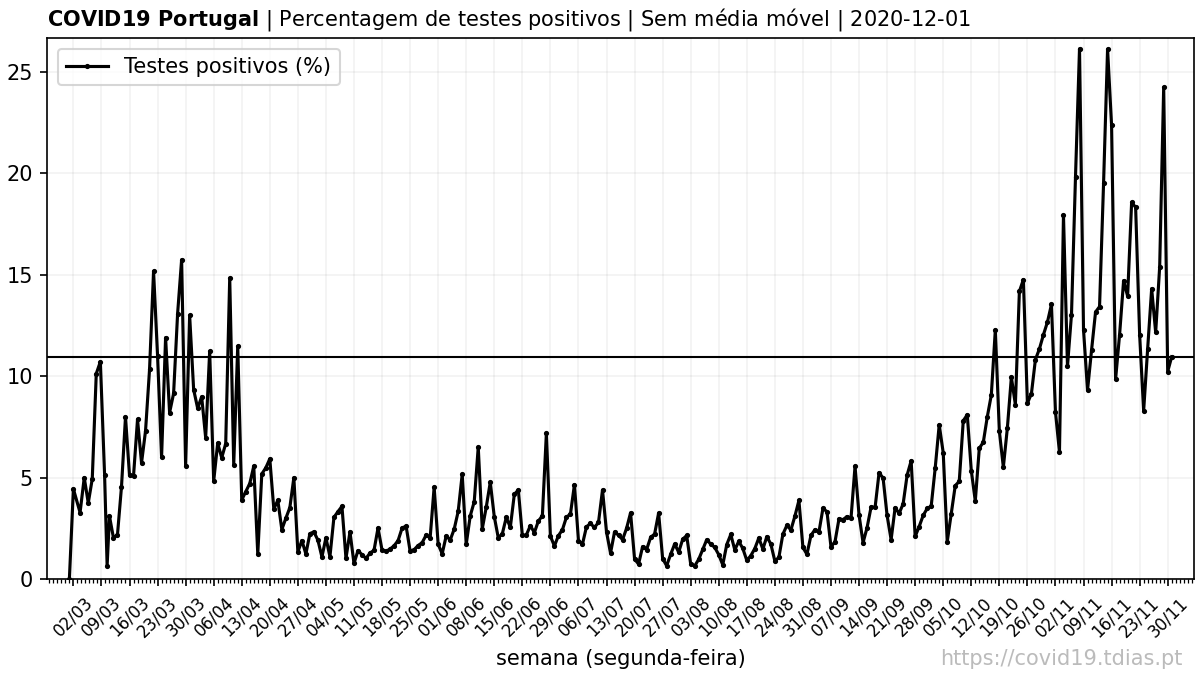 COVID19 Portugal | Percentagem de testes positivos | Sem média móvel | 2020-12-01
Testes positivos (%)
25
20
15
10
5
0
02/03 09/03 16/03 23/03 30/03 06/04 13/04 20/04 27/04 04/05 11/05 18/05 25/05 01/06 08/06 15/06 22/06 29/06 06/07 13/07 20/07 27/07 03/08 10/08 17/08 24/08 31/08 07/09 14/09 21/09 28/09 05/10 12/10 19/10 26/10 02/11 09/11 16/11 23/11 30/11
semana (segunda-feira)
https://covid19.tdias.pt